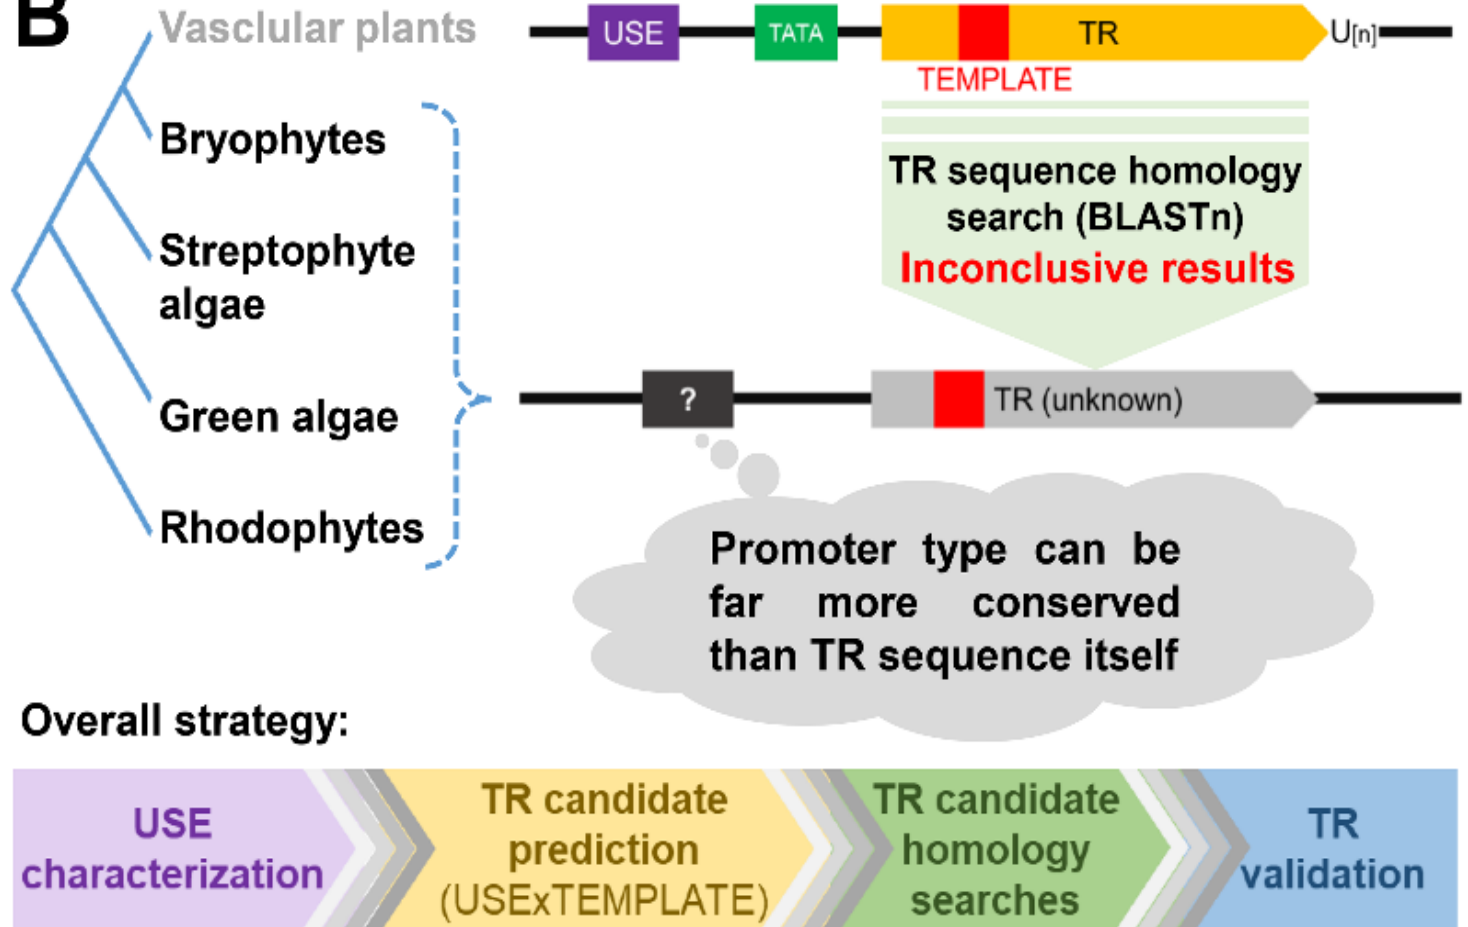 B
Vasclular plants
USE
TATA
TR
U[n]
TEMPLATE
Bryophytes
TR sequence homology
search (BLASTn)
Inconclusive results
Streptophyte
algae
?
TR (unknown)
Green algae
Rhodophytes
Promoter type can be
far more conserved
than TR sequence itself
Overall strategy:
USE
characterization
TR candidate
prediction
(USExTEMPLATE)
TR candidate
homology
searches
TR
validation